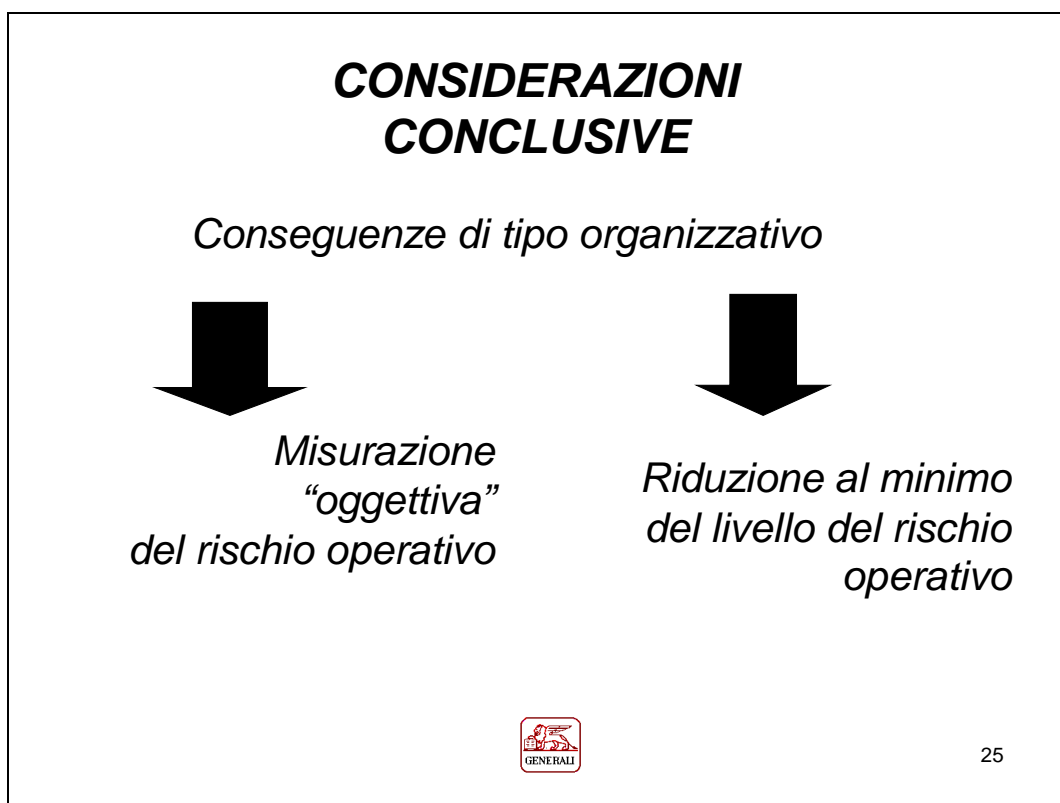 CONSIDERAZIONI
CONCLUSIVE
Conseguenze di tipo organizzativo
Misurazione
“oggettiva”
del rischio operativo
Riduzione al minimo
del livello del rischio
operativo
GENERALI
25